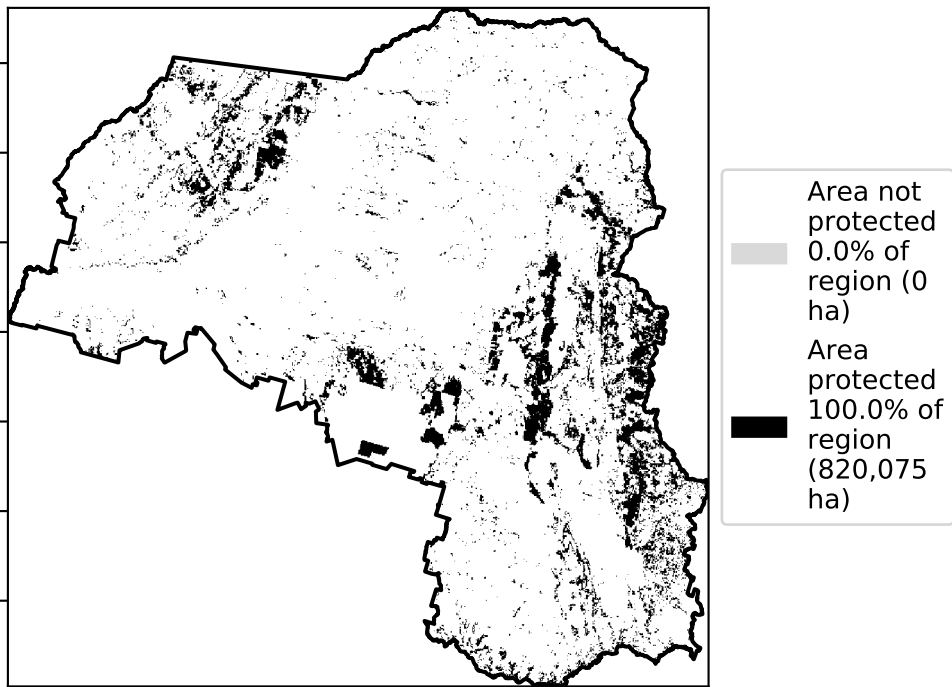 Area not
protected
0.0% of
region (0
ha)
Area
protected
100.0% of
region
(820,075
ha)